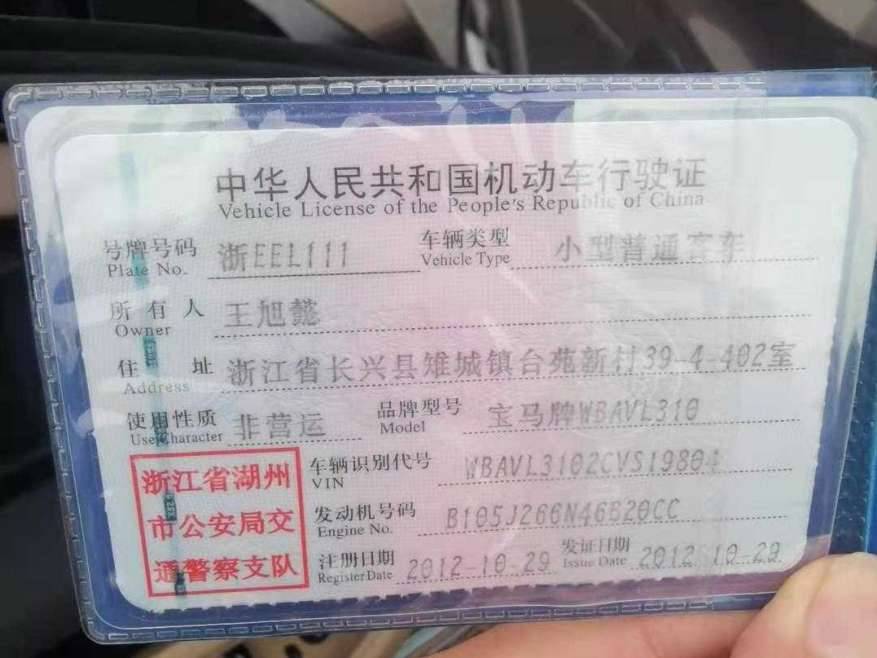 中华人民共和国机动车行驶证
Vehicle License of the People's Republic of China
号牌号码 浙EEL111 车辆类型 小型普通客车
Plate No. Vehicle Type
所有人 王旭懿
Owner
住址 浙江省长兴县雉城镇台苑新村39-4-402室
Address
使用性质 非营运 品牌型号 宝马牌WBAVL310
Use Character Model
浙江省湖州
市公安局交
通警察支队
车辆识别代号 WBAVL3102CVS19804
VIN
发动机号码 B105J266N46B20CC
Engine No.
注册日期 2012-10-29 发证日期 2012-10-29
Register Date Issue Date